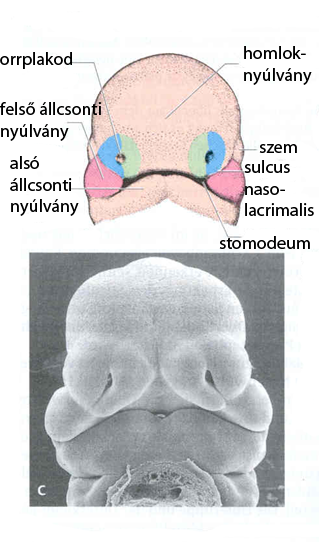 orrplakod
homlok-
nyúlvány
felső állcsonti
nyúlvány
alsó
állcsonti
nyúlvány
szem
sulcus
naso-
lacrimalis
stomodeum
C